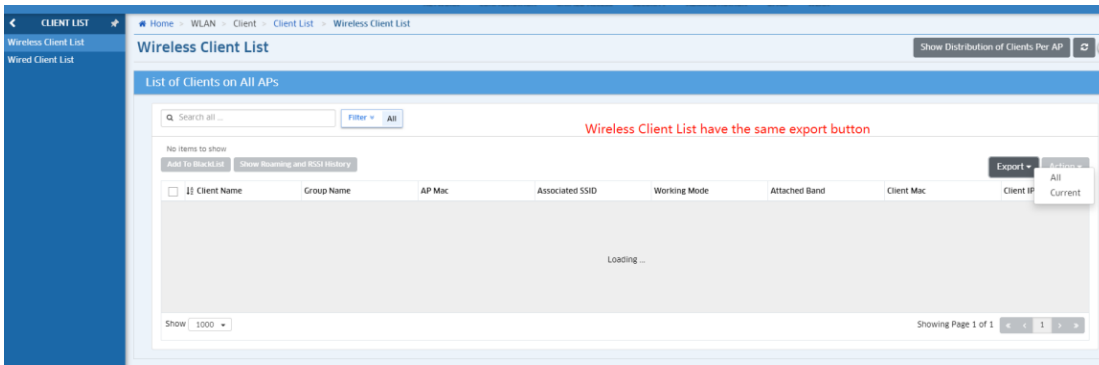 CLIENT LIST
Home » WLAN » Client » Client List » Wireless Client List
Wireless Client List
Wired Client List
Wireless Client List
Show Distribution of Clients Per AP
List of Clients on All APs
Search all ...
Filter
All
Wireless Client List have the same export button
No items to show
Add To BlackList
Show Roaming and RSSI History
Export
Action
All
Current
Client Name
Group Name
AP Mac
Associated SSID
Working Mode
Attached Band
Client Mac
Client IP
Loading ...
Show 1000
Showing Page 1 of 1
« ‹ 1 › »